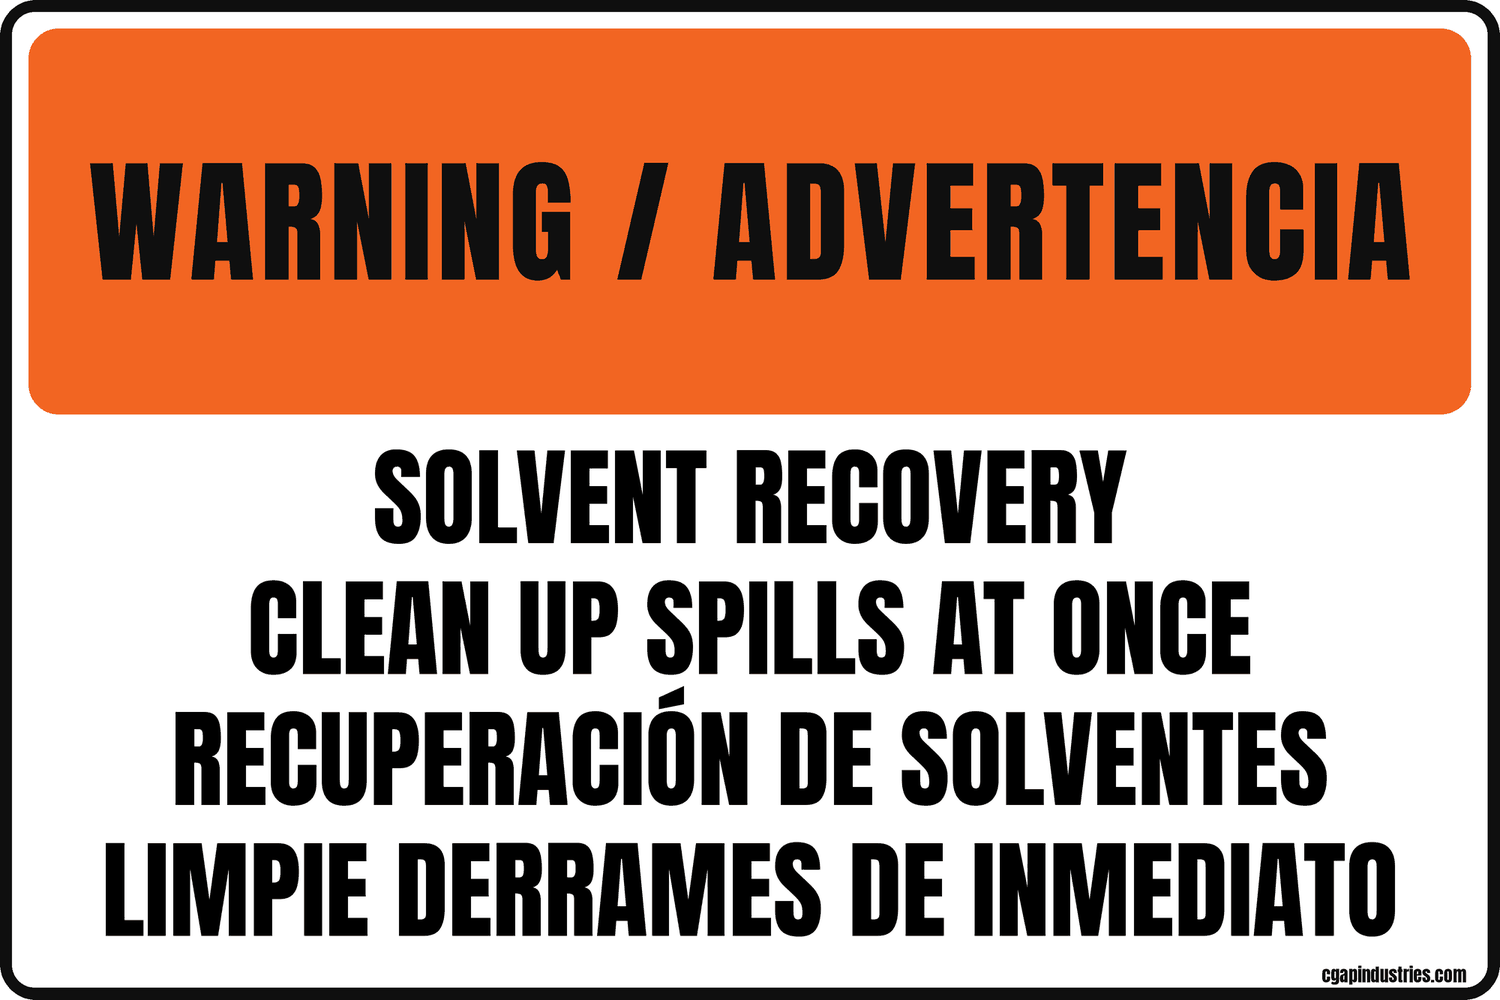 WARNING / ADVERTENCIA
SOLVENT RECOVERY
CLEAN UP SPILLS AT ONCE
RECUPERACIÓN DE SOLVENTES
LIMPIE DERRAMES DE INMEDIATO
cgapindustries.com